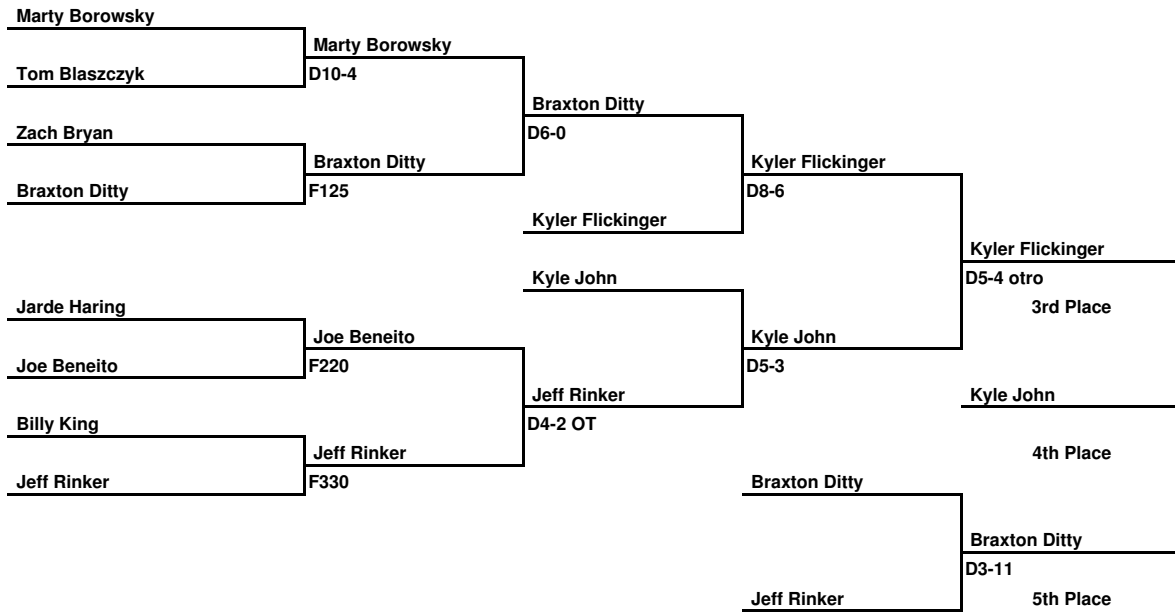 Marty Borowsky
Marty Borowsky
Tom Blaszczyk
D10-4
Braxton Ditty
Zach Bryan
D6-0
Braxton Ditty
Kyler Flickinger
Braxton Ditty
F125
D8-6
Kyler Flickinger
Kyler Flickinger
Kyle John
D5-4 otro
Jarde Haring
3rd Place
Joe Beneito
Kyle John
Joe Beneito
F220
D5-3
Jeff Rinker
Kyle John
Billy King
D4-2 OT
Jeff Rinker
4th Place
Jeff Rinker
F330
Braxton Ditty
Braxton Ditty
D3-11
Jeff Rinker
5th Place